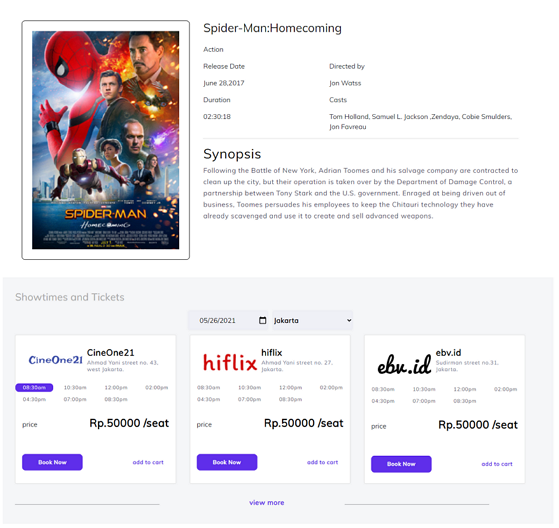 Spider-Man:Homecoming
Action
Release Date
Directed by
June 28,2017
Jon Watss
Duration
Casts
02:30:18
Tom Holland, Samuel L. Jackson ,Zendaya, Cobie Smulders,
Jon Favreau
SPIDER-MAN
HOMECOMING
Synopsis
Following the Battle of New York, Adrian Toomes and his salvage company are contracted to
clean up the city, but their operation is taken over by the Department of Damage Control, a
partnership between Tony Stark and the U.S. government. Enraged at being driven out of
business, Toomes persuades his employees to keep the Chitauri technology they have
already scavenged and use it to create and sell advanced weapons.
Showtimes and Tickets
05/26/2021
Jakarta
CineOne21
CineOne21
Ahmad Yani street no. 43,
west Jakarta.
08:30am 10:30am 12:00pm 02:00pm
04:30pm 07:00pm 08:30pm
price Rp.50000 /seat
Book Now add to cart
hiflix
hiflix
Ahmad Yani street no. 27,
Jakarta.
08:30am 10:30am 12:00pm 02:00pm
04:30pm 07:00pm 08:30pm
price Rp.50000 /seat
Book Now add to cart
ebv.id
ebv.id
Sudirman no.31,
Jakarta.
08:30am 10:30am 12:00pm 02:00pm
04:30pm 07:00pm 08:30pm
price Rp.50000 /seat
Book Now add to cart
view more